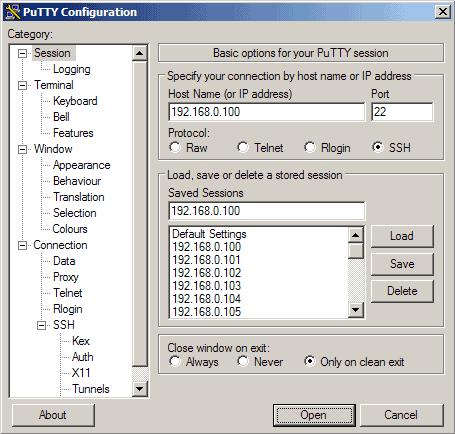 PuTTY Configuration
Category:
Session
Logging
Terminal
Keyboard
Bell
Features
Window
Appearance
Behaviour
Translation
Selection
Colours
Connection
Data
Proxy
Telnet
Rlogin
SSH
Kex
Auth
X11
Tunnels
Basic options for your PuTTY session
Specify your connection by host name or IP address
Host Name (or IP address) Port
192.168.0.100 22
Protocol:
Raw Telnet Rlogin SSH
Load, save or delete a stored session
Saved Sessions
192.168.0.100
Default Settings
192.168.0.100
192.168.0.101
192.168.0.102
192.168.0.103
192.168.0.104
192.168.0.105
Load
Save
Delete
Close window on exit:
Always Never Only on clean exit
About Open Cancel